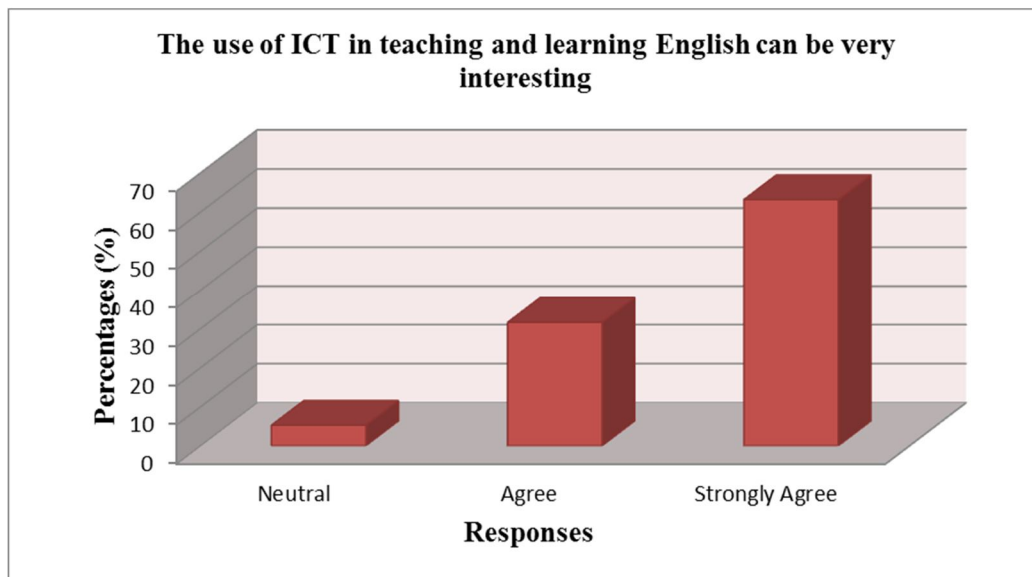 The use of ICT in teaching and learning English can be very
interesting
Percentages (%)
70
60
50
40
30
20
10
0
Neutral
Agree
Strongly Agree
Responses